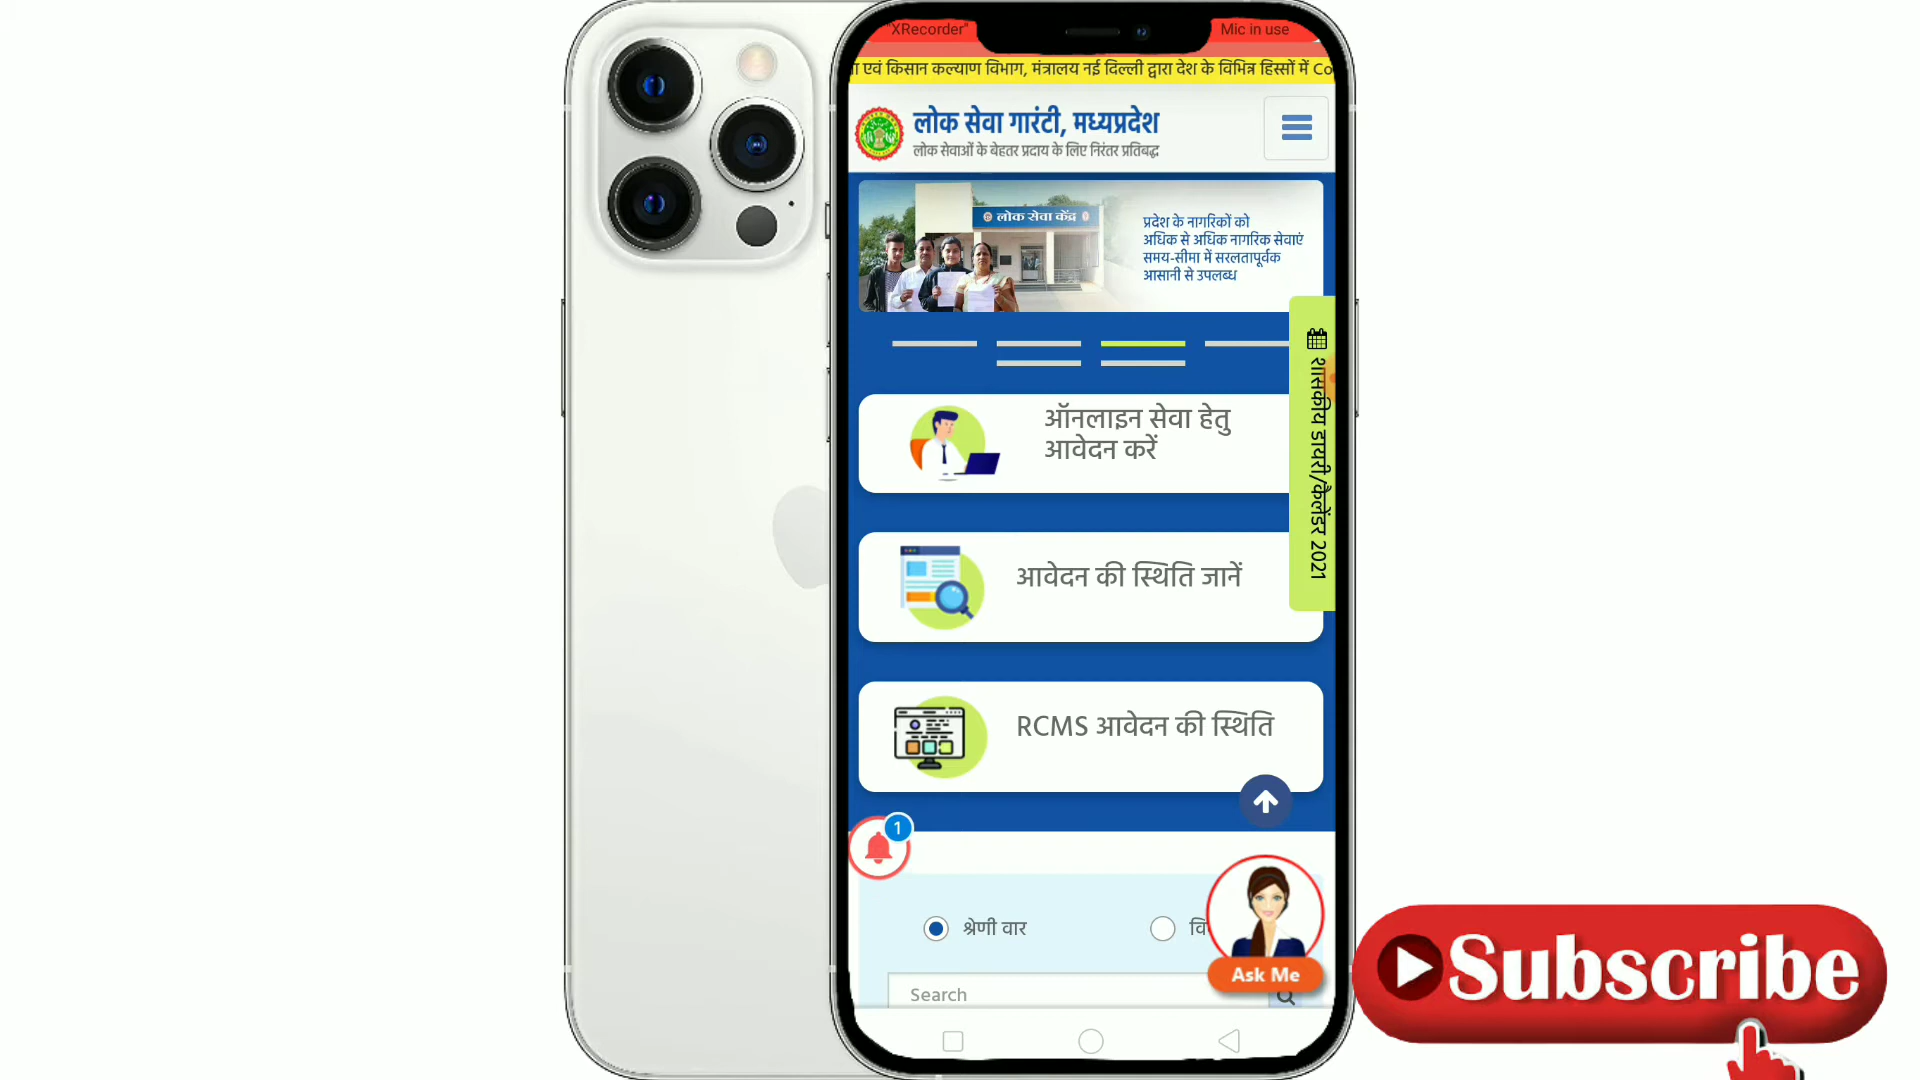 "XRecorder"
Mic in use
एवं किसान कल्याण विभाग, मंत्रालय नई दिल्ली द्वारा देश के विभिन्न हिस्सों में Co
लोक सेवा गारंटी, मध्यप्रदेश
लोक सेवाओं के बेहतर प्रदाय के लिए निरंतर प्रतिबद्ध
लोक सेवा केंद्र
प्रदेश के नागरिकों को
अधिक से अधिक नागरिक सेवाएं
समय-सीमा में सरलतापूर्वक
आसानी से उपलब्ध
शासकीय डायरी/कैलेंडर 2021
ऑनलाइन सेवा हेतु
आवेदन करें
आवेदन की स्थिति जानें
RCMS आवेदन की स्थिति
1
श्रेणी वार
Search
Ask Me
Subscribe